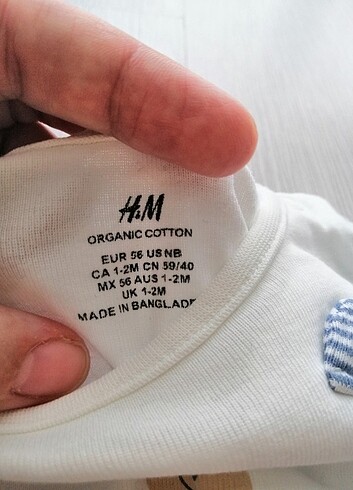 H&M
ORGANIC COTTON
EUR 56 US NB
CA 1-2M CN 59/40
MX 56 AUS 1-2M
UK 1-2M
MADE IN BANGLADE